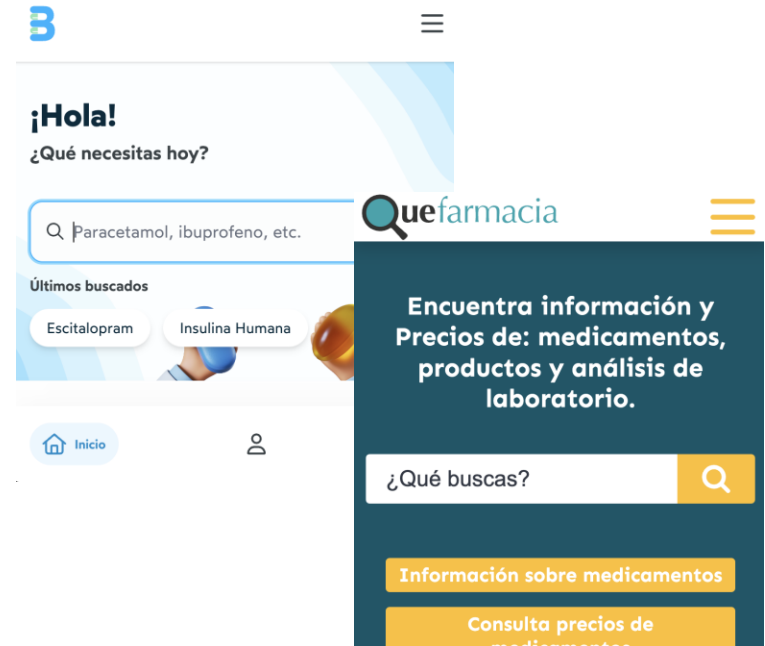 B
¡Hola!
¿Qué necesitas hoy?
Paracetamol, ibuprofeno, etc.
Últimos buscados
Escitalopram
Insulina Humana
Inicio
Quefarmacia
Encuentra información y
Precios de: medicamentos,
productos y análisis de
laboratorio.
¿Qué buscas?
Información sobre medicamentos
Consulta precios de
medicamentos